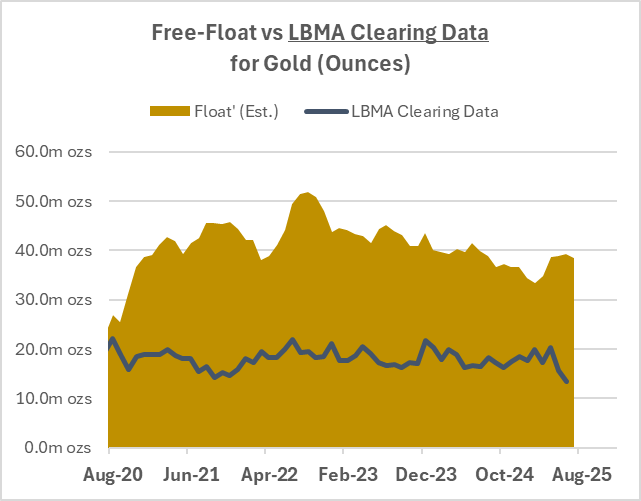 Free-Float vs LBMA Clearing Data
for Gold (Ounces)
Float' (Est.) LBMA Clearing Data
60.0m ozs
50.0m ozs
40.0m ozs
30.0m ozs
20.0m ozs
10.0m ozs
0.0m ozs
Aug-20 Jun-21 Apr-22 Feb-23 Dec-23 Oct-24 Aug-25